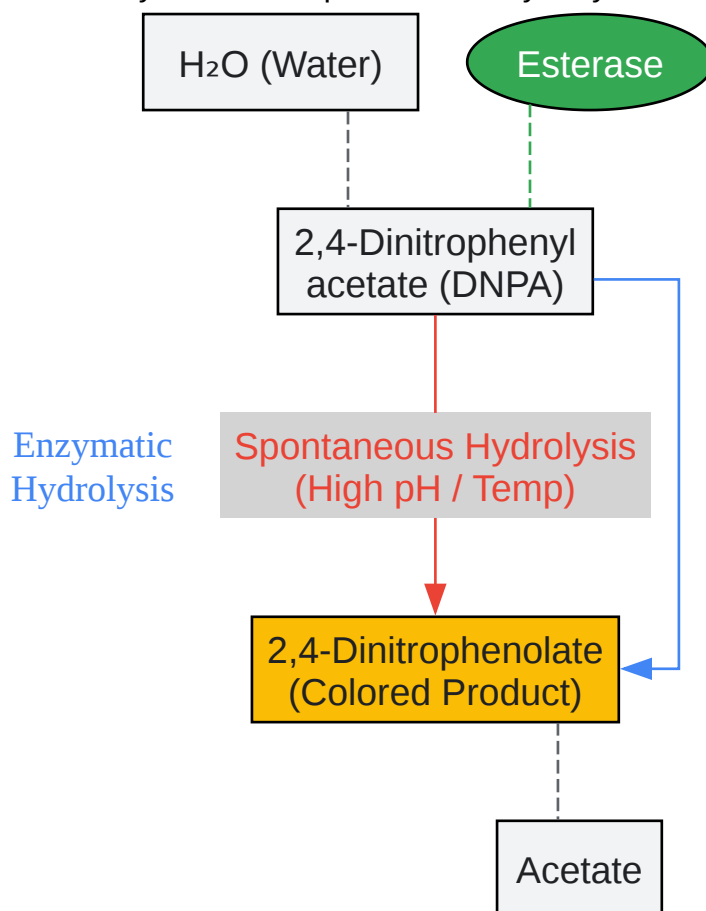 H₂O (Water)
Esterase
2,4-Dinitrophenyl
acetate (DNPA)
Enzymatic
Hydrolysis
Spontaneous Hydrolysis
(High pH / Temp)
2,4-Dinitrophenolate
(Colored Product)
Acetate